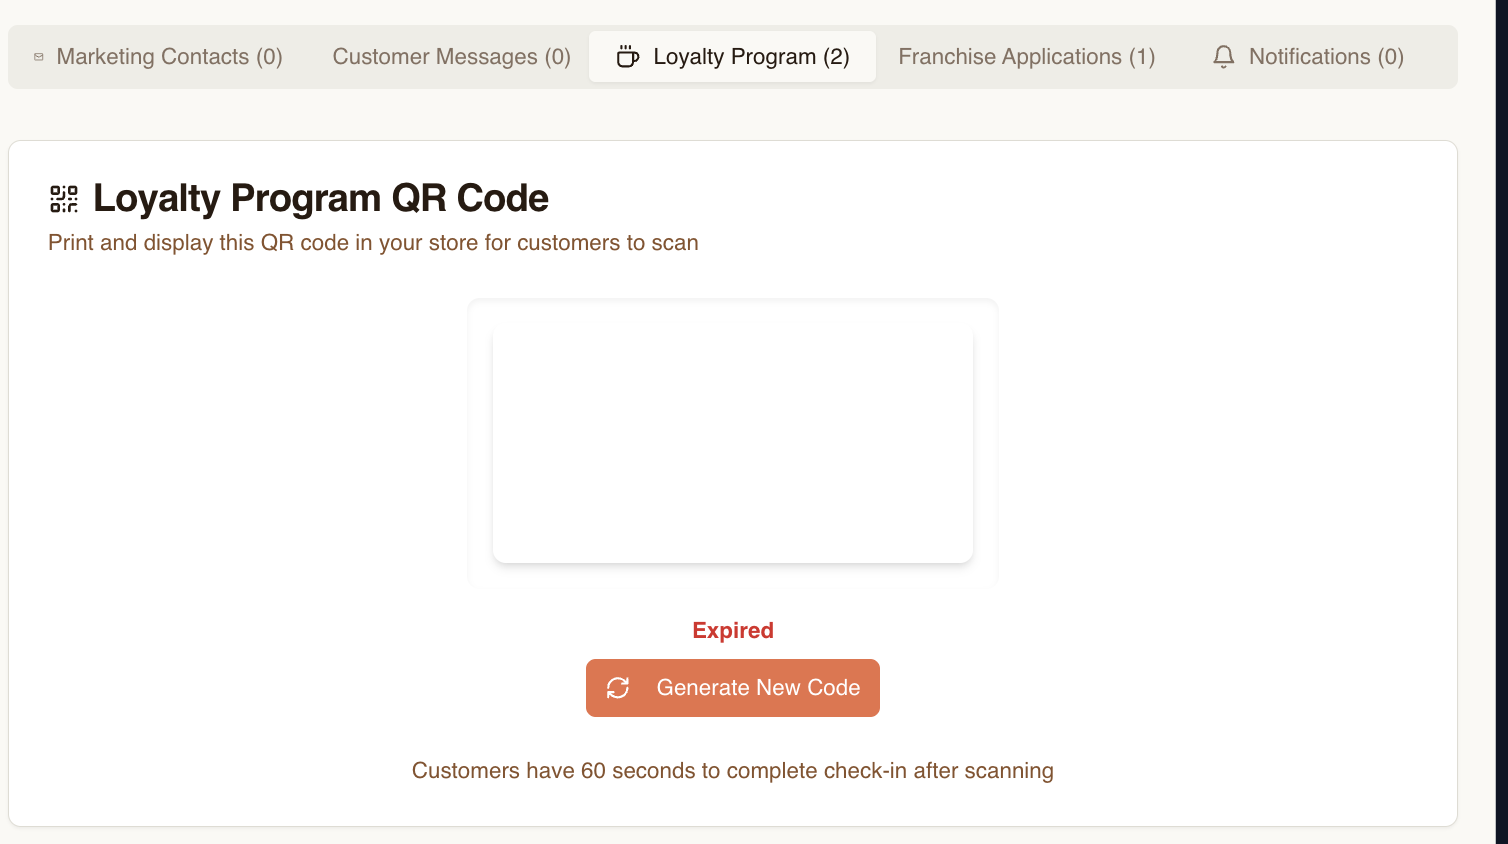 Marketing Contacts (0)
Customer Messages (0)
Loyalty Program (2)
Franchise Applications (1)
Notifications (0)
Loyalty Program QR Code
Print and display this QR code in your store for customers to scan
Expired
Generate New Code
Customers have 60 seconds to complete check-in after scanning